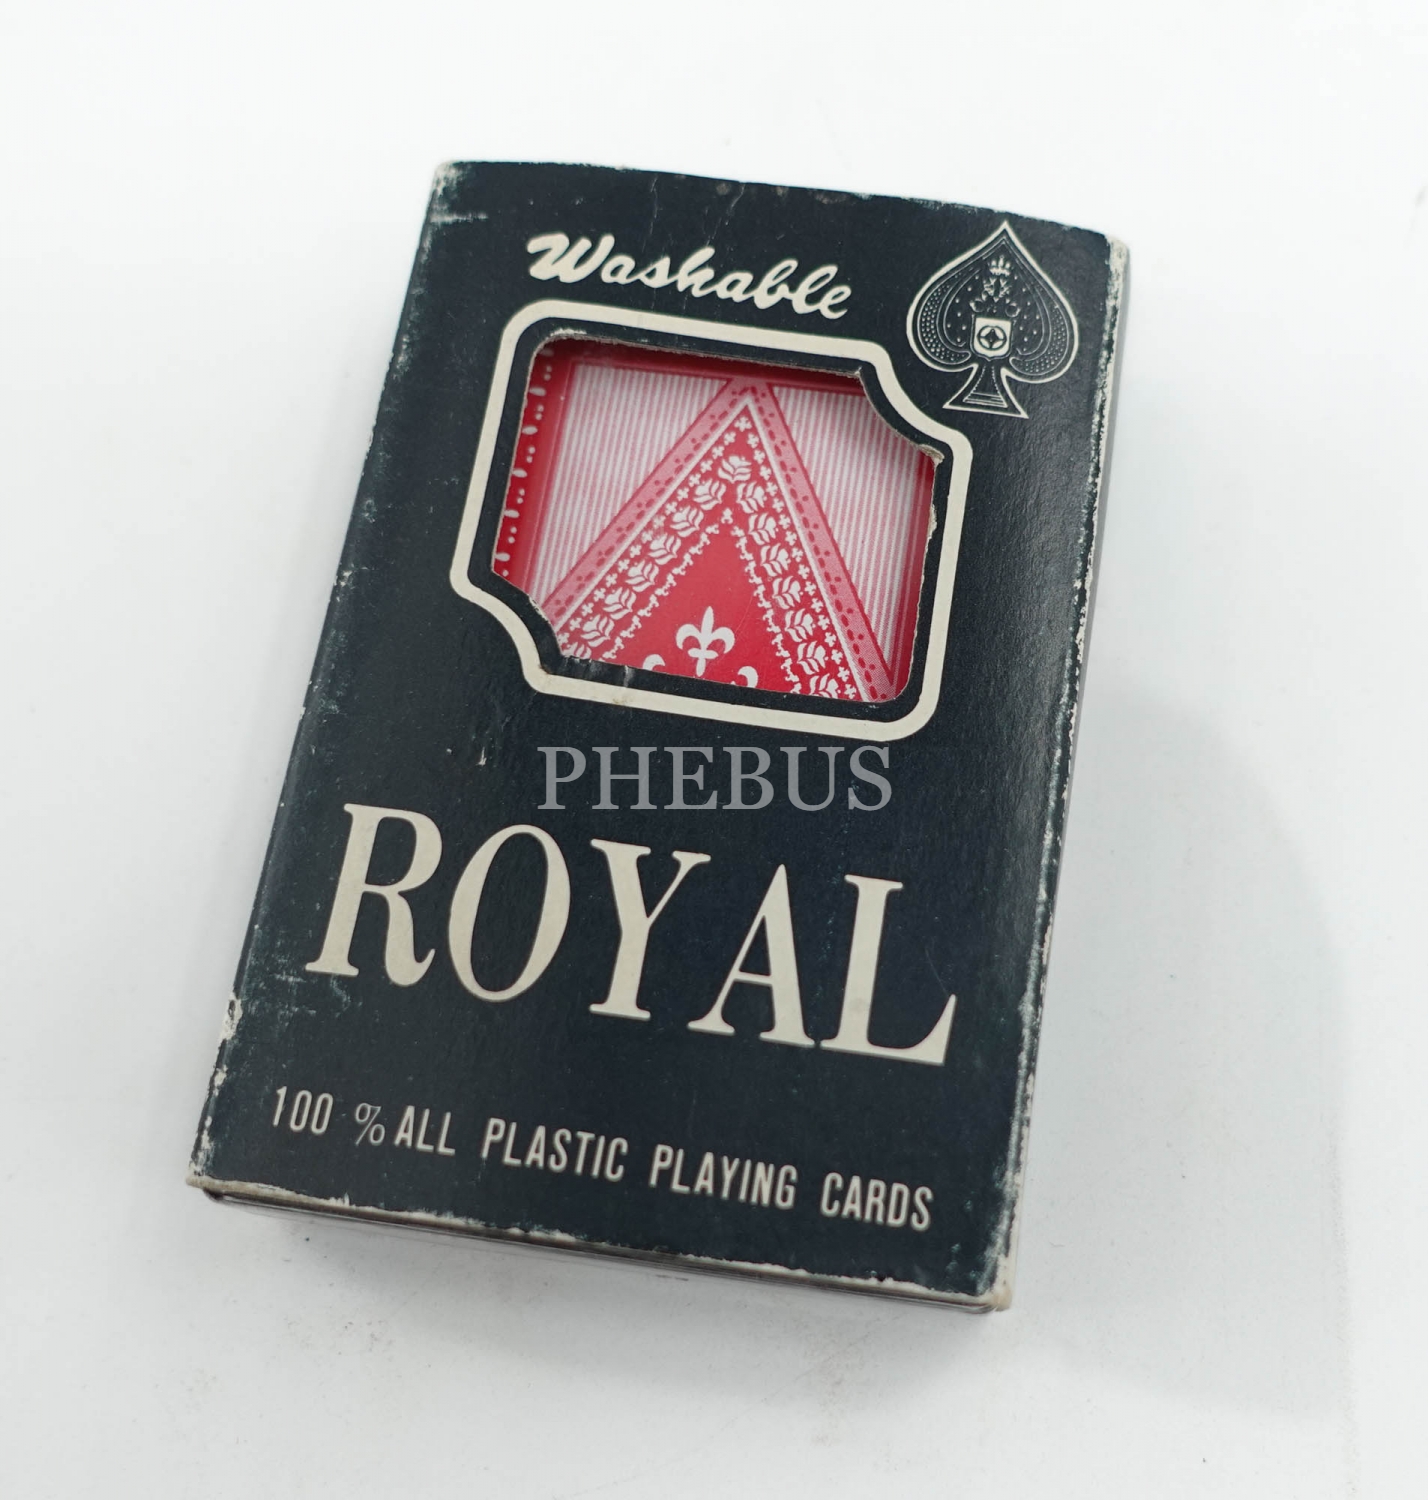 Washable
PHEBUS
ROYAL
100 % ALL PLASTIC PLAYING CARDS